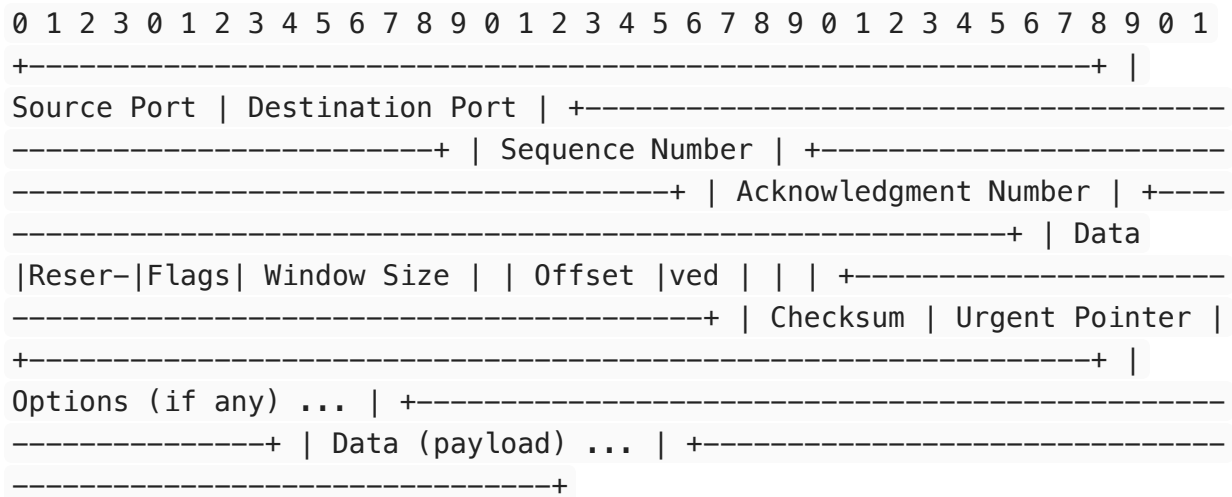 0 1 2 3 0 1 2 3 4 5 6 7 8 9 0 1 2 3 4 5 6 7 8 9 0 1 2 3 4 5 6 7 8 9 0 1
+---------------------------------------------------------------+ |
Source Port | Destination Port | +--------------------------------------
-------------------------+ | Sequence Number | +------------------------
---------------------------------------+ | Acknowledgment Number | +----
-----------------------------------------------------------+ | Data
|Reser-|Flags| Window Size | | Offset |ved | | | +----------------------
-----------------------------------------+ | Checksum | Urgent Pointer |
+---------------------------------------------------------------+ |
Options (if any) ... | +------------------------------------------------
---------------+ | Data (payload) ... | +-------------------------------
--------------------------------+